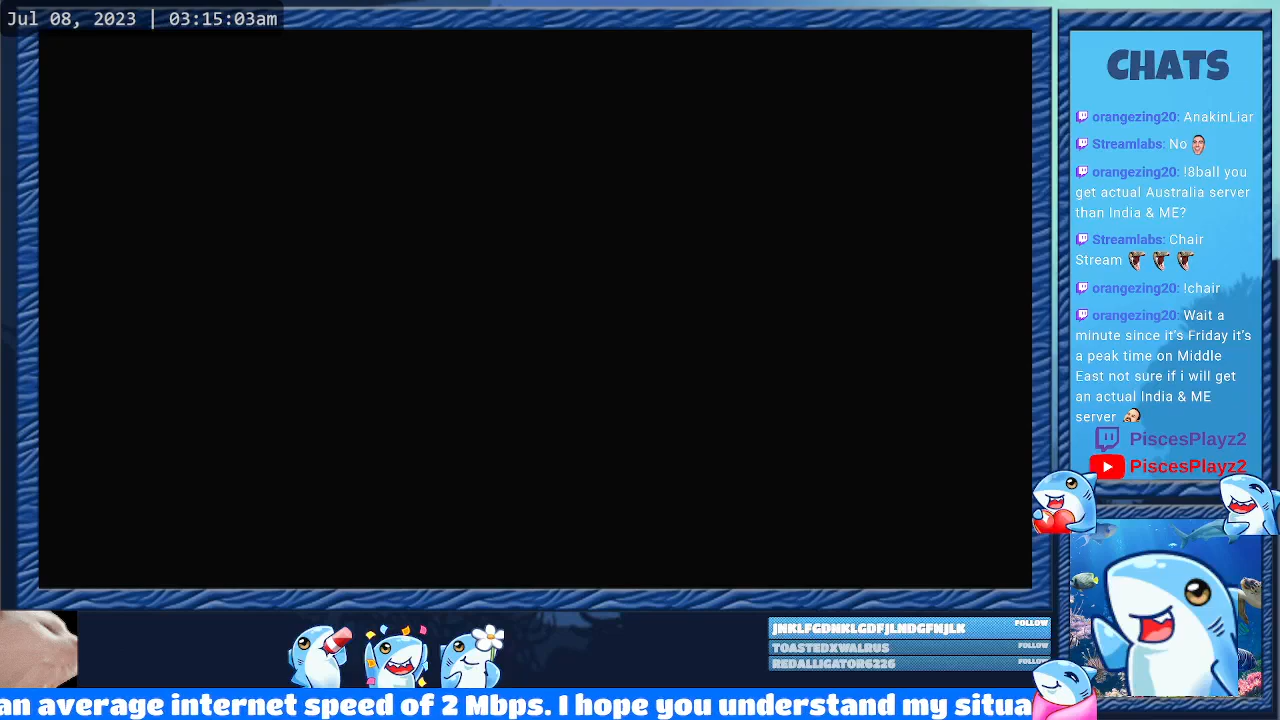 Jul 08, 2023 | 03:15:03am
CHATS
orangezing20: AnakinLiar
Streamlabs: No
orangezing20: !8ball you
get actual Australia server
than India & ME?
Streamlabs: Chair
Stream
orangezing20: !chair
orangezing20: Wait a
minute since it's Friday it's
a peak time on Middle
East not sure if i will get
an actual India & ME
server
PiscesPlayz2
PiscesPlayz2
JNKLFGDNKLGDFJLNDGFNJLK FOLLOW
TOASTEDXWALRUS FOLLOW
REDALLIGATOR6226 FOLLOW
an average internet speed of 2 Mbps. I hope you understand my situa